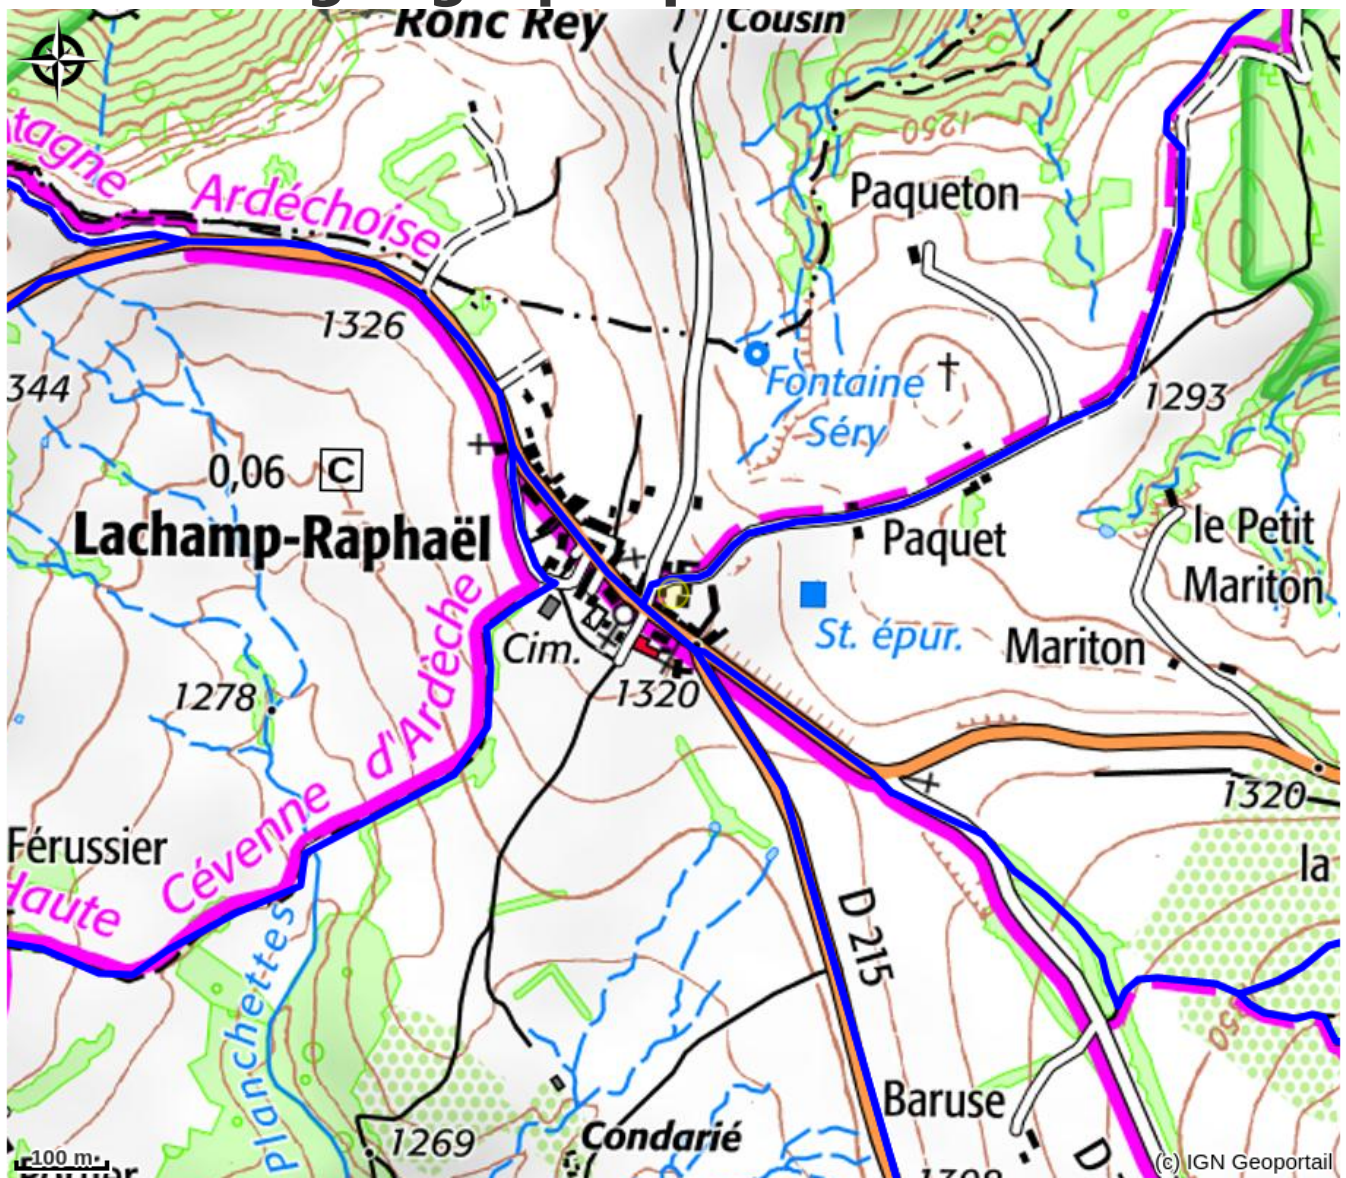 Ronc Rey
Cousin
tagne
Ardéchoise
1250
Paqueton
1326
344
Fontaine
Séry
1293
0,06 C
Lachamp-Raphaël
Paquet
le Petit
Mariton
St. épur.
Cim.
Mariton
1320
1278
d'Ardèche
Cévenne
Haute
Férussier
1320
la
D 215
Planchettes
50
Baruse
1269
Condarié
D
100 m
(c) IGN Geoportail